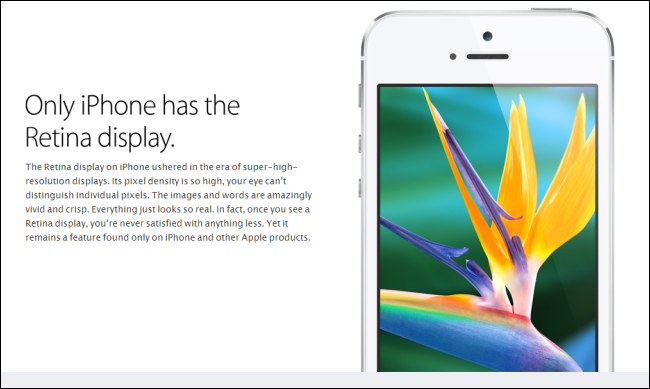 Only iPhone has the
Retina display.
The Retina display on iPhone ushered in the era of super-high-
resolution displays. Its pixel density is so high, your eye can't
distinguish individual pixels. The images and words are amazingly
vivid and crisp. Everything just looks so real. In fact, once you see a
Retina display, you're never satisfied with anything less. Yet it
remains a feature found only on iPhone and other Apple products.